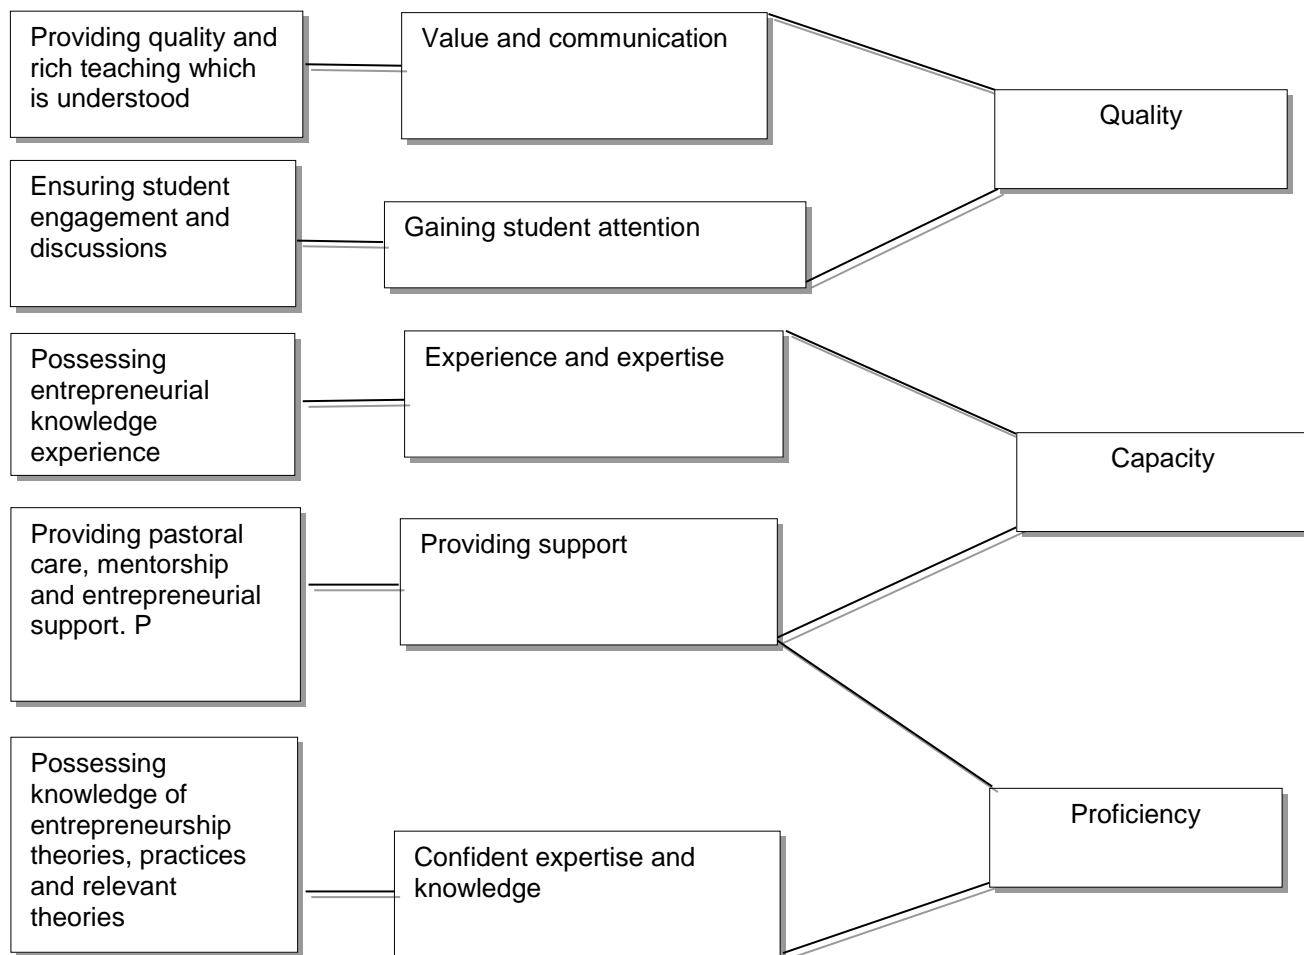 Providing quality and
rich teaching which
is understood
Value and communication
Quality
Ensuring student
engagement and
discussions
Gaining student attention
Possessing
entrepreneurial
knowledge
experience
Experience and expertise
Capacity
Providing pastoral
care, mentorship
and entrepreneurial
support. P
Providing support
Possessing
knowledge of
entrepreneurship
theories, practices
and relevant
theories
Confident expertise and
knowledge
Proficiency